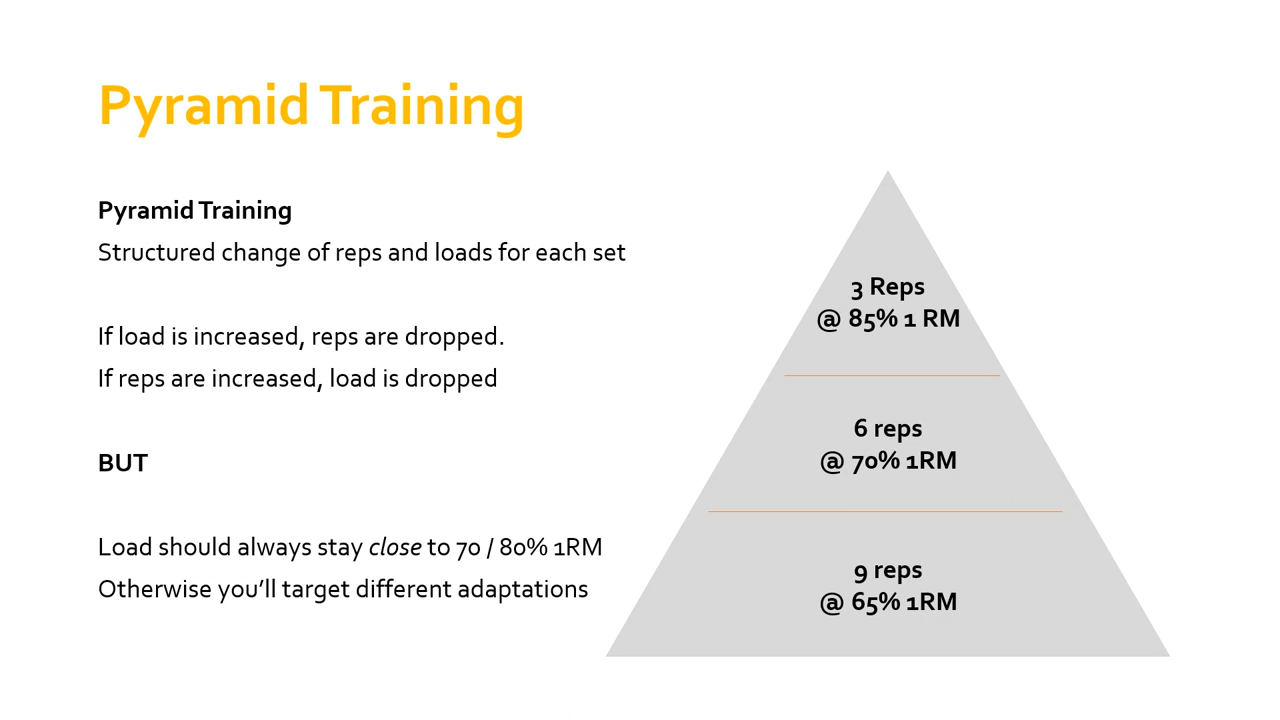 Pyramid Training
Pyramid Training
Structured change of reps and loads for each set
If load is increased, reps are dropped.
If reps are increased, load is dropped
BUT
Load should always stay close to 70 / 80% 1RM
Otherwise you’ll target different adaptations
3 Reps
@ 85% 1 RM
6 reps
@ 70% 1RM
9 reps
@ 65% 1RM